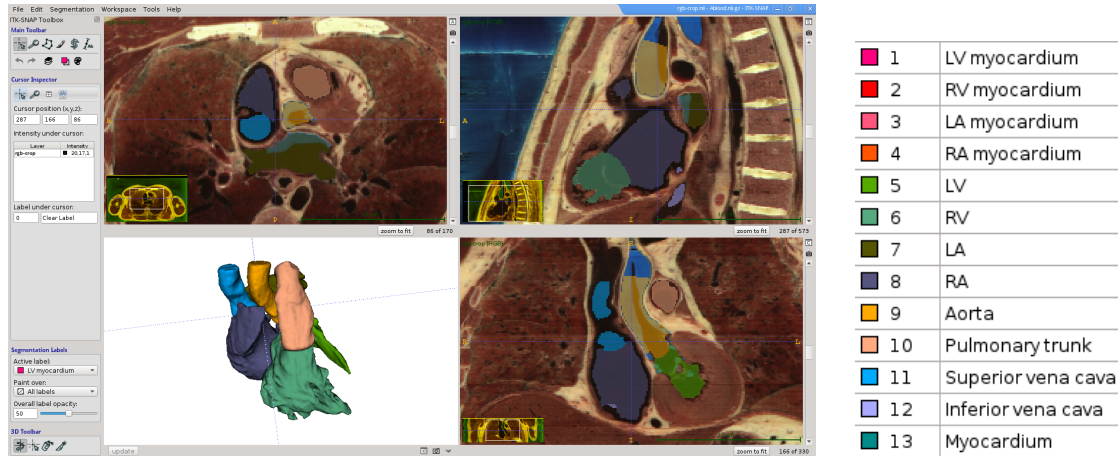 File Edit Segmentation Workspace Tools Help
rgb-crop.nii - Ablood.nii.gz - ITK-SNAP
ITK-SNAP Toolbox
Main Toolbar
Cursor Inspector
Cursor position (x,y,z):
287 166 86
Intensity under cursor:
Layer Intensity
rgb-crop 20,17,1
Label under cursor:
0 Clear Label
Segmentation Labels
Active label:
LV myocardium
Paint over:
All labels
Overall label opacity:
50
3D Toolbar
A
R
L
P
zoom to fit 86 of 170
A
I
zoom to fit 287 of 573
update
R
L
I
zoom to fit 166 of 330
1 LV myocardium
2 RV myocardium
3 LA myocardium
4 RA myocardium
5 LV
6 RV
7 LA
8 RA
9 Aorta
10 Pulmonary trunk
11 Superior vena cava
12 Inferior vena cava
13 Myocardium